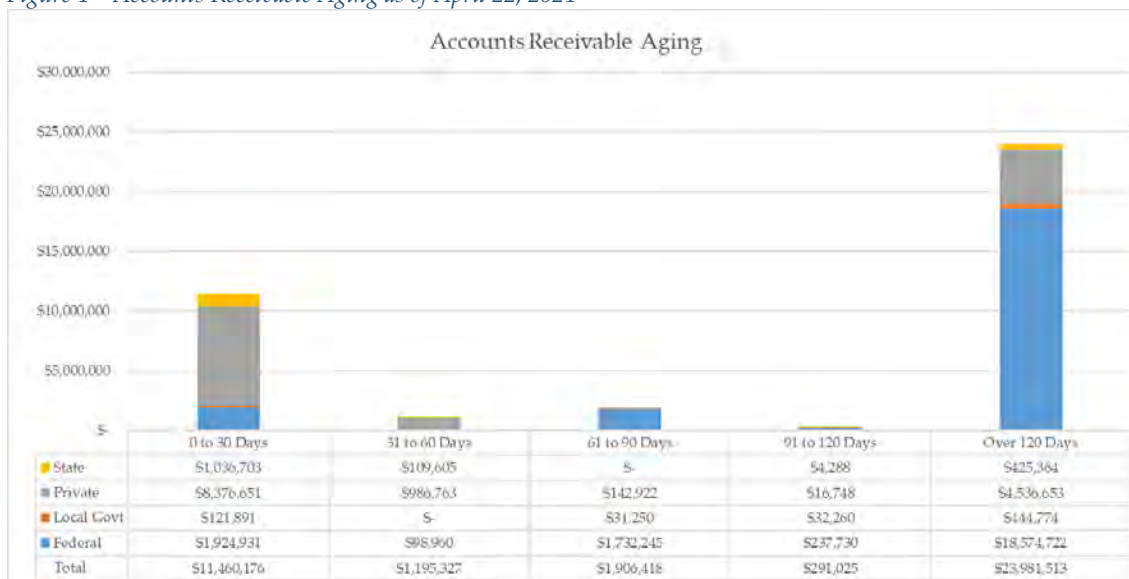 Figure 1 – Accounts Receivable Aging as of April 22, 2021
Accounts Receivable Aging
$30,000,000
$25,000,000
$20,000,000
$15,000,000
$10,000,000
$5,000,000
$-
0 to 30 Days 31 to 60 Days 61 to 90 Days 91 to 120 Days Over 120 Days
State $1,036,703 $109,605 $- $4,288 $425,364
Private $8,376,651 $986,763 $142,922 $16,748 $4,536,653
Local Govt $121,891 $- $31,250 $32,260 $444,774
Federal $1,924,931 $98,960 $1,732,245 $237,730 $18,574,722
Total $11,460,176 $1,195,327 $1,906,418 $291,025 $23,981,513